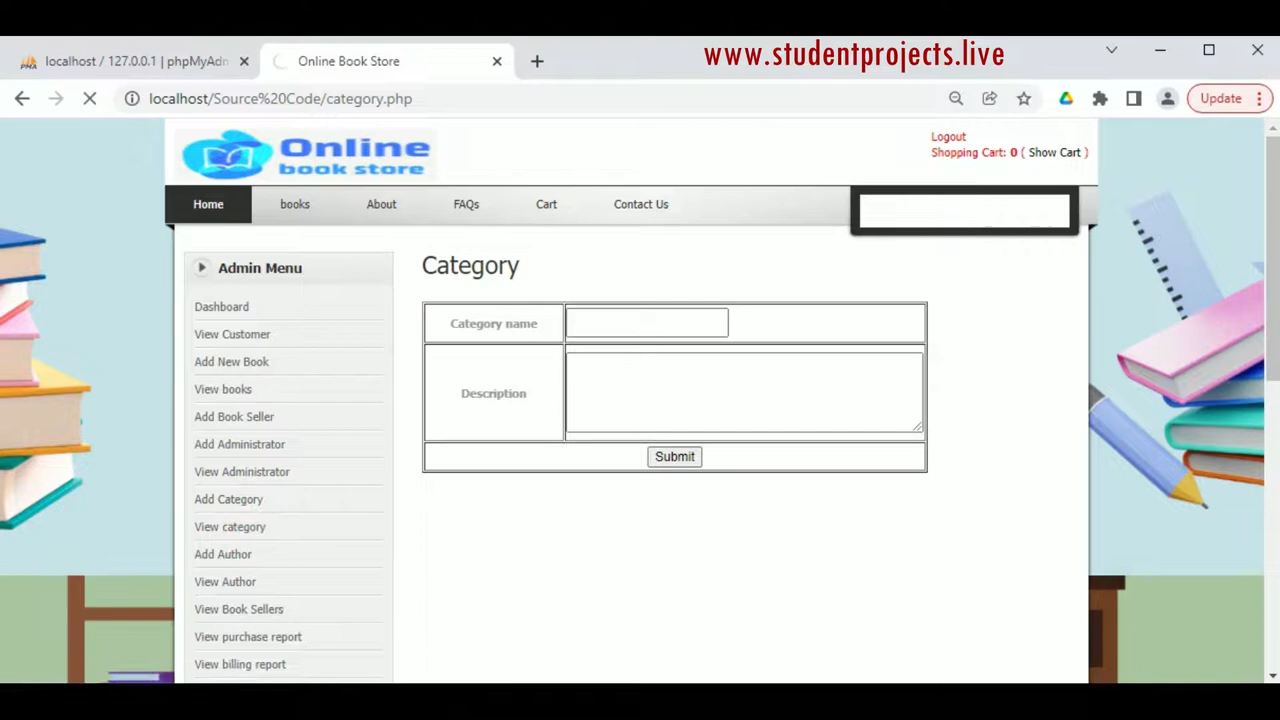 www.studentprojects.live
localhost / 127.0.0.1 | phpMyAdn
Online Book Store
localhost/Source%20Code/category.php
Update
Online
book store
Logout
Shopping Cart: 0 ( Show Cart )
Home books About FAQs Cart Contact Us
Admin Menu
Dashboard
View Customer
Add New Book
View books
Add Book Seller
Add Administrator
View Administrator
Add Category
View category
Add Author
View Author
View Book Sellers
View purchase report
View billing report
Category
Category name
Description
Submit